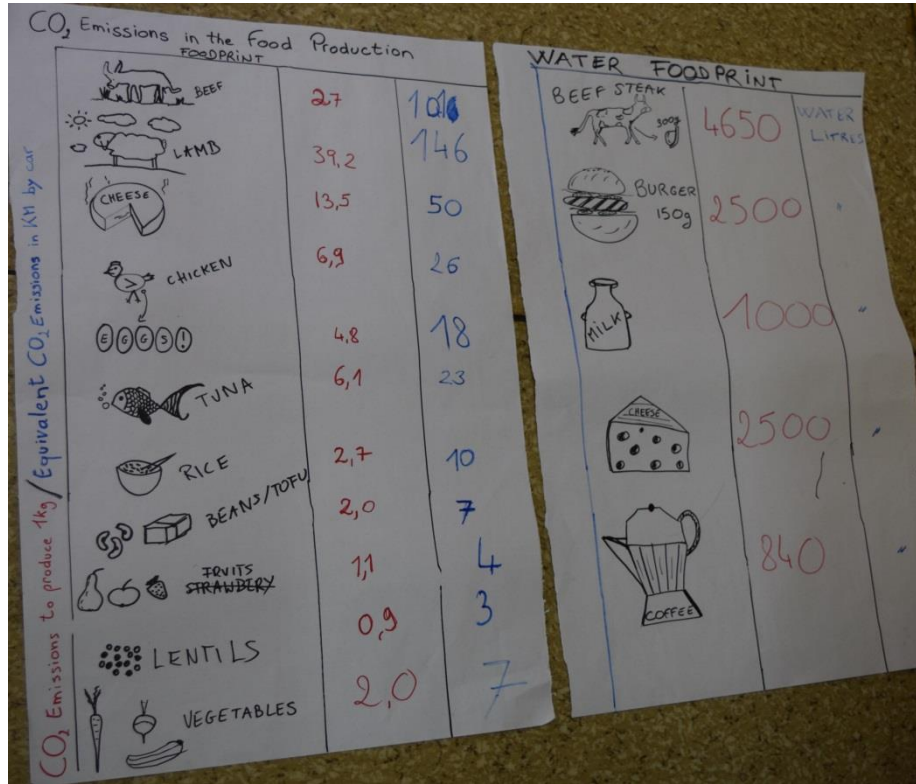 CO₂ Emissions in the Food Production
FOODPRINT
CO₂ Emissions to produce 1kg / Equivalent CO₂ Emissions in KM by car
BEEF 27 101
LAMB 39,2 146
CHEESE 13,5 50
CHICKEN 6,9 26
EGGS! 4,8 18
TUNA 6,1 23
RICE 2,7 10
BEANS/TOFU 2,0 7
FRUITS 1,1 4
STRAWBERY
LENTILS 0,9 3
VEGETABLES 2,0 7
WATER FOODPRINT
BEEF STEAK 300g 4650 WATER LITRES
BURGER 150g 2500 "
MILK 1000 "
CHEESE 2500 "
COFFEE 840 "